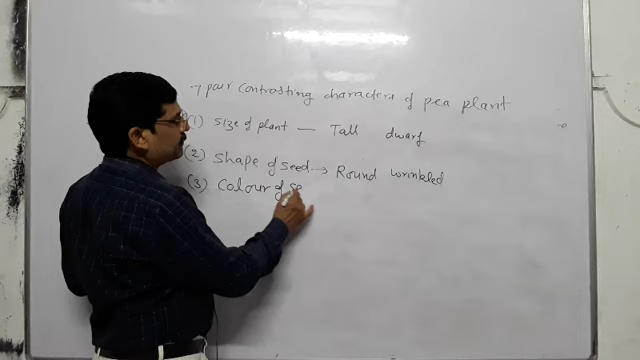 7 pair contrasting characters of pea plant
(1) Size of plant — Tall dwarf
(2) Shape of seed → Round wrinkled
(3) Colour of se